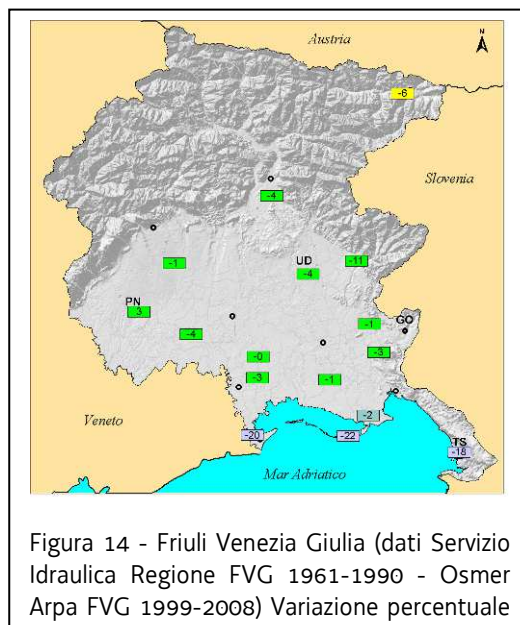 Austria
N
-6
Slovenia
-4
-1
UD
-4
-11
PN
3
-4
-1
GO
-0
-3
-3
-1
-2
Veneto
-20
-22
TS
-18
Mar Adriatico
Figura 14 - Friuli Venezia Giulia (dati Servizio
Idraulica Regione FVG 1961-1990 - Osmer
Arpa FVG 1999-2008) Variazione percentuale